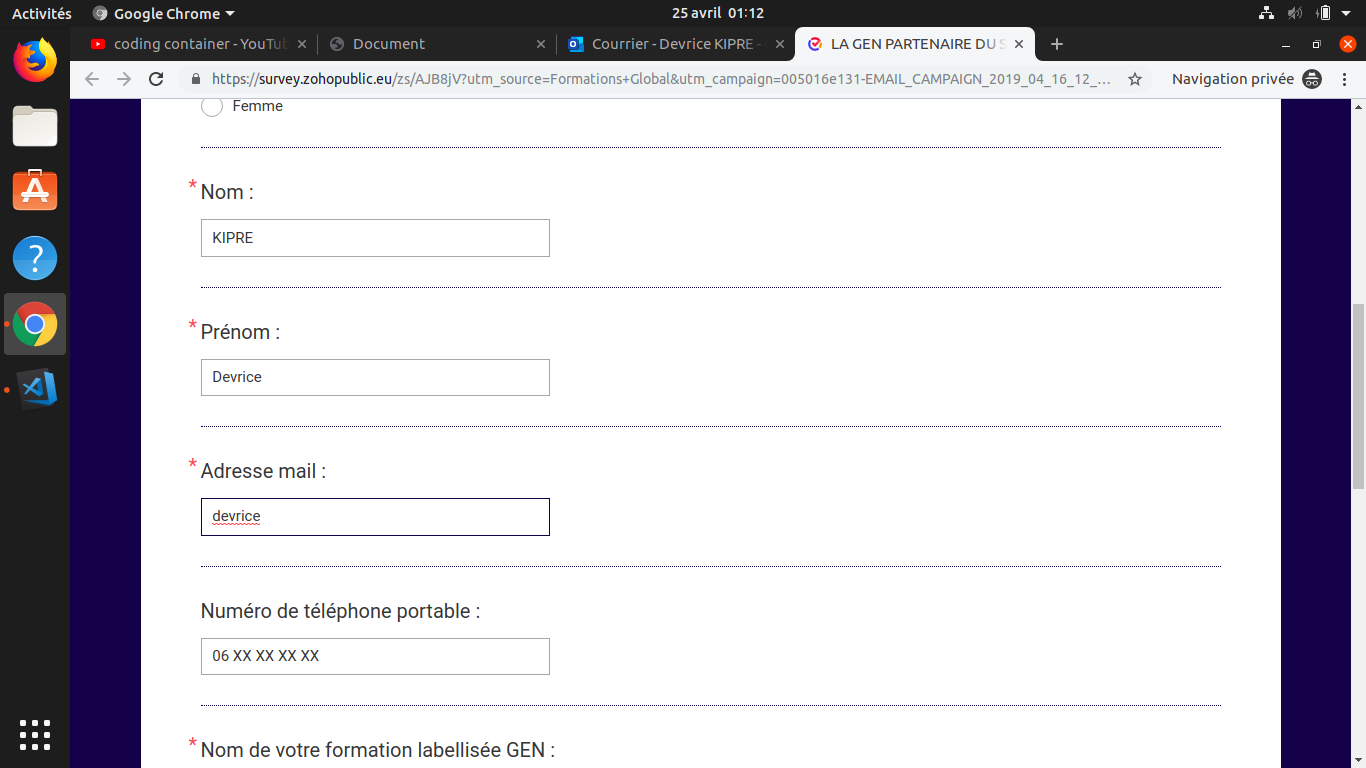 Activités
Google Chrome
25 avril 01:12
coding container - YouTu
Document
Courrier - Devrice KIPRE -
LA GEN PARTENAIRE DU S
https://survey.zohopublic.eu/zs/AJB8jV?utm_source=Formations+Global&utm_campaign=005016e131-EMAIL_CAMPAIGN_2019_04_16_12_...
Navigation privée
Femme
* Nom :
KIPRE
* Prénom :
Devrice
* Adresse mail :
devrice
Numéro de téléphone portable :
06 XX XX XX XX
* Nom de votre formation labellisée GEN :